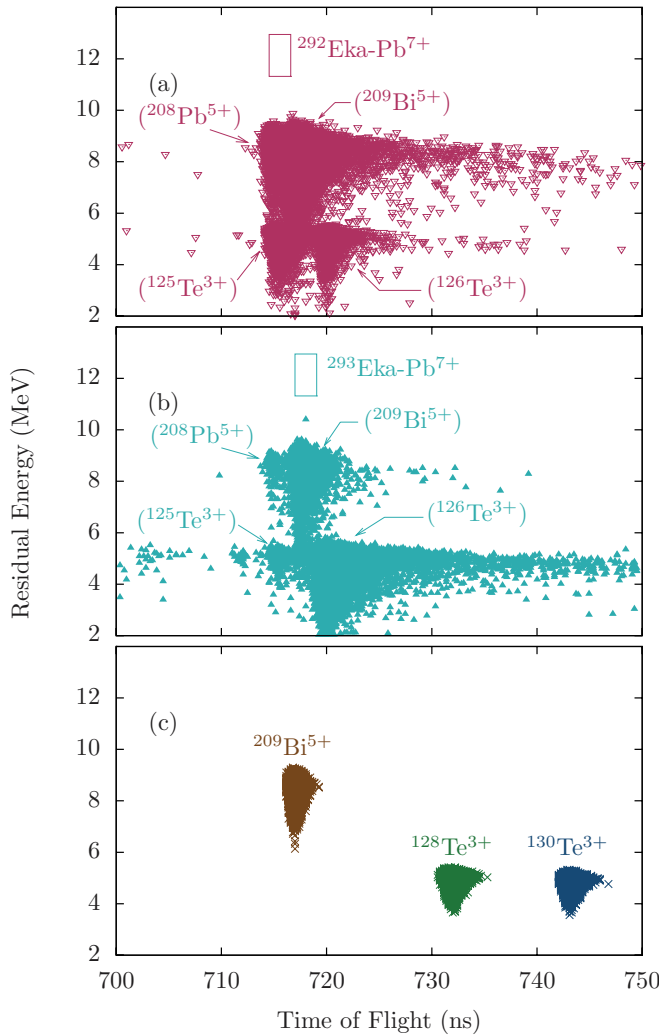 12
10
8
6
4
2
(a)
²⁹²Eka-Pb⁷⁺
(²⁰⁸Pb⁵⁺)
(²⁰⁹Bi⁵⁺)
(¹²⁵Te³⁺)
(¹²⁶Te³⁺)
12
10
8
6
4
2
(b)
²⁹³Eka-Pb⁷⁺
(²⁰⁸Pb⁵⁺)
(²⁰⁹Bi⁵⁺)
(¹²⁵Te³⁺)
(¹²⁶Te³⁺)
Residual Energy (MeV)
12
10
8
6
4
2
(c)
²⁰⁹Bi⁵⁺
¹²⁸Te³⁺
¹³⁰Te³⁺
700 710 720 730 740 750
Time of Flight (ns)